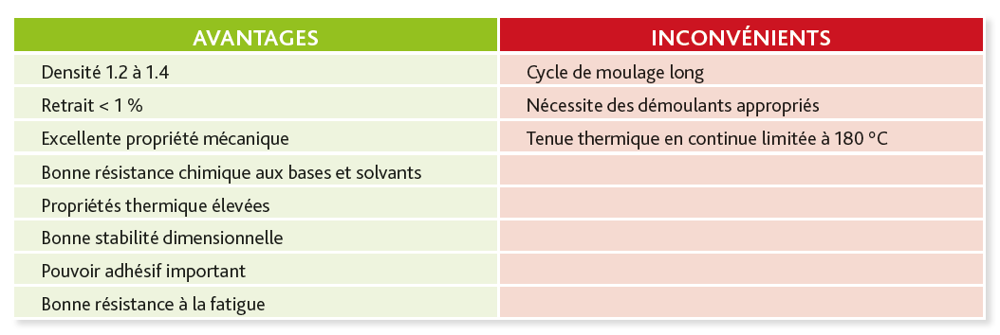 AVANTAGES INCONVÉNIENTS
Densité 1.2 à 1.4 Cycle de moulage long
Retrait < 1 % Nécessite des démoulants appropriés
Excellente propriété mécanique Tenue thermique en continue limitée à 180 °C
Bonne résistance chimique aux bases et solvants
Propriétés thermique élevées
Bonne stabilité dimensionnelle
Pouvoir adhésif important
Bonne résistance à la fatigue